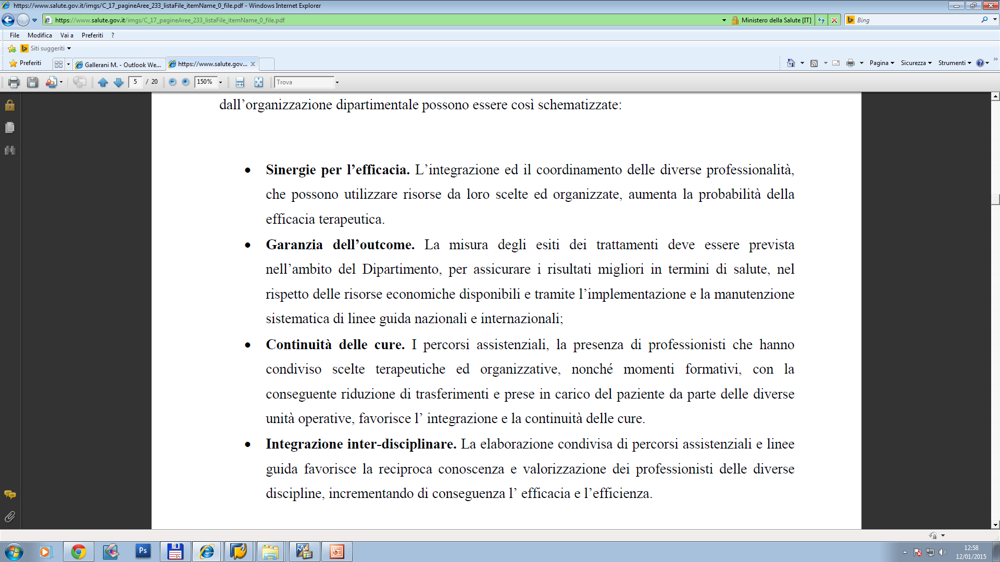 https://www.salute.gov.it/imgs/C_17_pagineAree_233_listaFile_itemName_0_file.pdf - Windows Internet Explorer
https://www.salute.gov.it/imgs/C_17_pagineAree_233_listaFile_itemName_0_file.pdf
Ministero della Salute [IT]
Bing
File Modifica Vai a Preferiti ?
Siti suggeriti
Preferiti
Gallerani M. - Outlook We...
https://www.salute.gov...
Pagina Sicurezza Strumenti
5 / 20
150%
Trova
dall’organizzazione dipartimentale possono essere così schematizzate:
• Sinergie per l’efficacia. L’integrazione ed il coordinamento delle diverse professionalità,
che possono utilizzare risorse da loro scelte ed organizzate, aumenta la probabilità della
efficacia terapeutica.
• Garanzia dell’outcome. La misura degli esiti dei trattamenti deve essere prevista
nell’ambito del Dipartimento, per assicurare i risultati migliori in termini di salute, nel
rispetto delle risorse economiche disponibili e tramite l’implementazione e la manutenzione
sistematica di linee guida nazionali e internazionali;
• Continuità delle cure. I percorsi assistenziali, la presenza di professionisti che hanno
condiviso scelte terapeutiche ed organizzative, nonché momenti formativi, con la
conseguente riduzione di trasferimenti e prese in carico del paziente da parte delle diverse
unità operative, favorisce l’ integrazione e la continuità delle cure.
• Integrazione inter-disciplinare. La elaborazione condivisa di percorsi assistenziali e linee
guida favorisce la reciproca conoscenza e valorizzazione dei professionisti delle diverse
discipline, incrementando di conseguenza l’ efficacia e l’efficienza.
Ps
64
12:58
12/01/2015